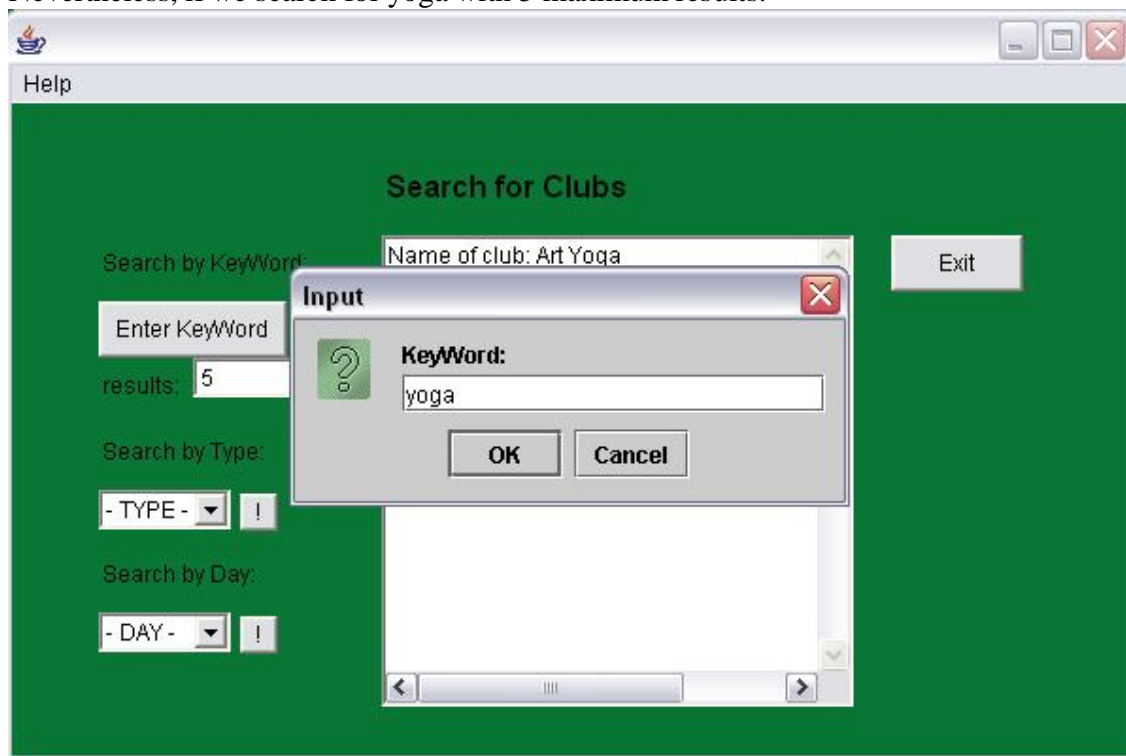 Nevertheless, if we search for yoga with 5 maximum results:
Help
Search for Clubs
Search by KeyWord:
Name of club: Art Yoga
Exit
Input
Enter KeyWord
KeyWord:
results: 5
yoga
OK Cancel
Search by Type:
- TYPE - !
Search by Day:
- DAY - !